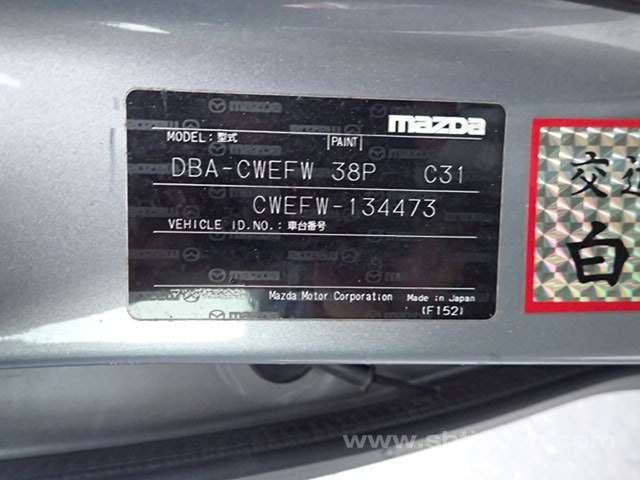 mazda
MODEL:型式 PAINT
DBA-CWEFW 38P C31
CWEFW-134473
VEHICLE ID.NO.:車台番号
Mazda Motor Corporation Made in Japan
(F152)
交
白